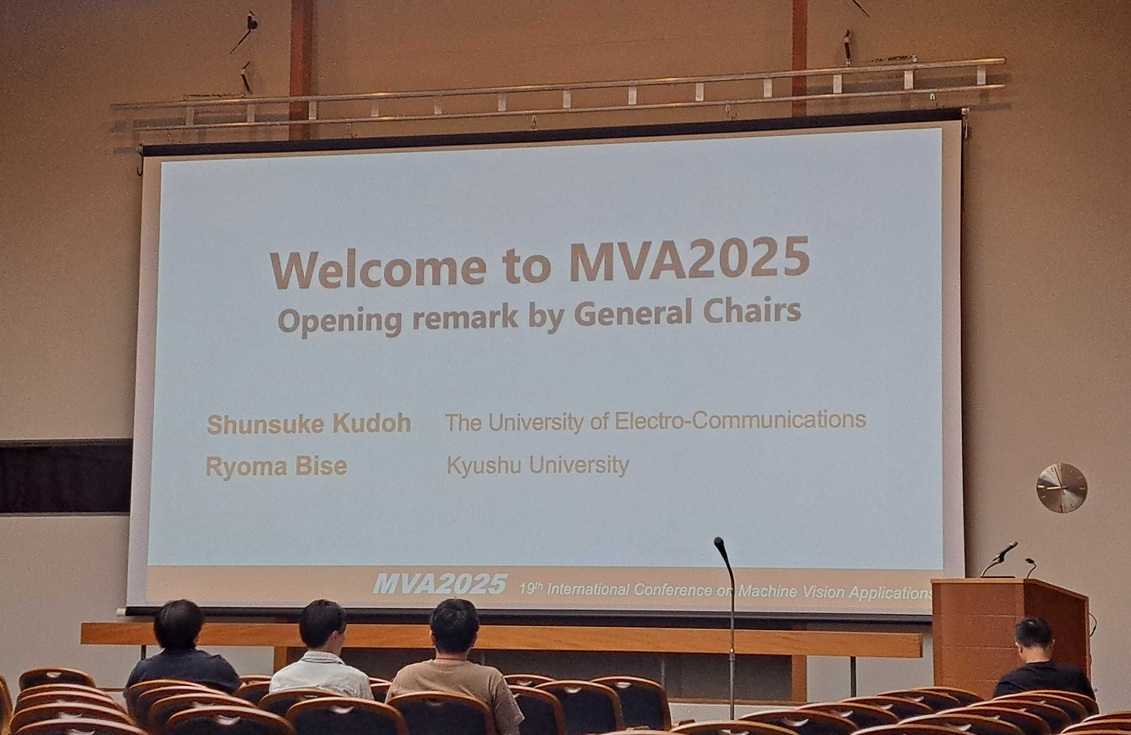 Welcome to MVA2025
Opening remark by General Chairs
Shunsuke Kudoh The University of Electro-Communications
Ryoma Bise Kyushu University
MVA2025 19th International Conference on Machine Vision Applications